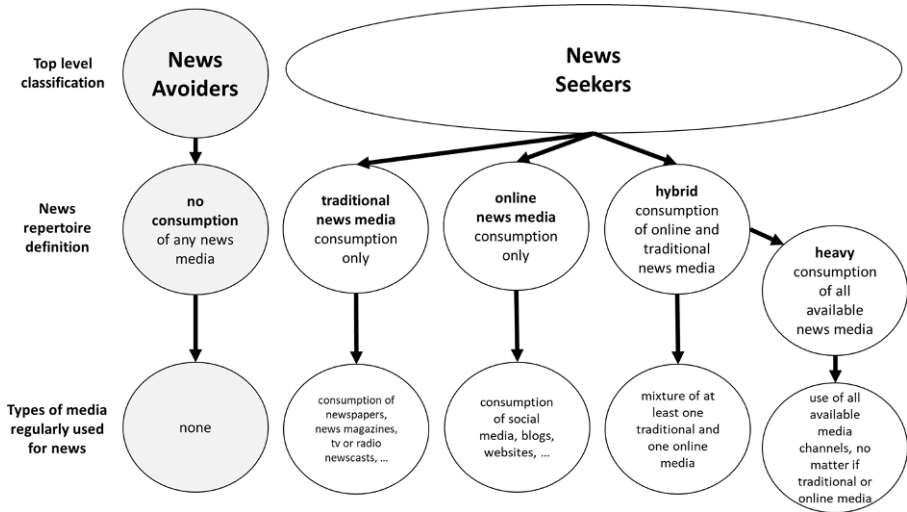 Top level
classification
News
Avoiders
News
Seekers
News
repertoire
definition
no
consumption
of any news
media
traditional
news media
consumption
only
online
news media
consumption
only
hybrid
consumption
of online and
traditional
news media
heavy
consumption
of all
available
news media
Types of media
regularly used
for news
none
consumption of
newspapers,
news magazines,
tv or radio
newscasts, ...
consumption
of social
media, blogs,
websites, ...
mixture of at
least one
traditional and
one online
media
use of all
available
media
channels, no
matter if
traditional or
online media